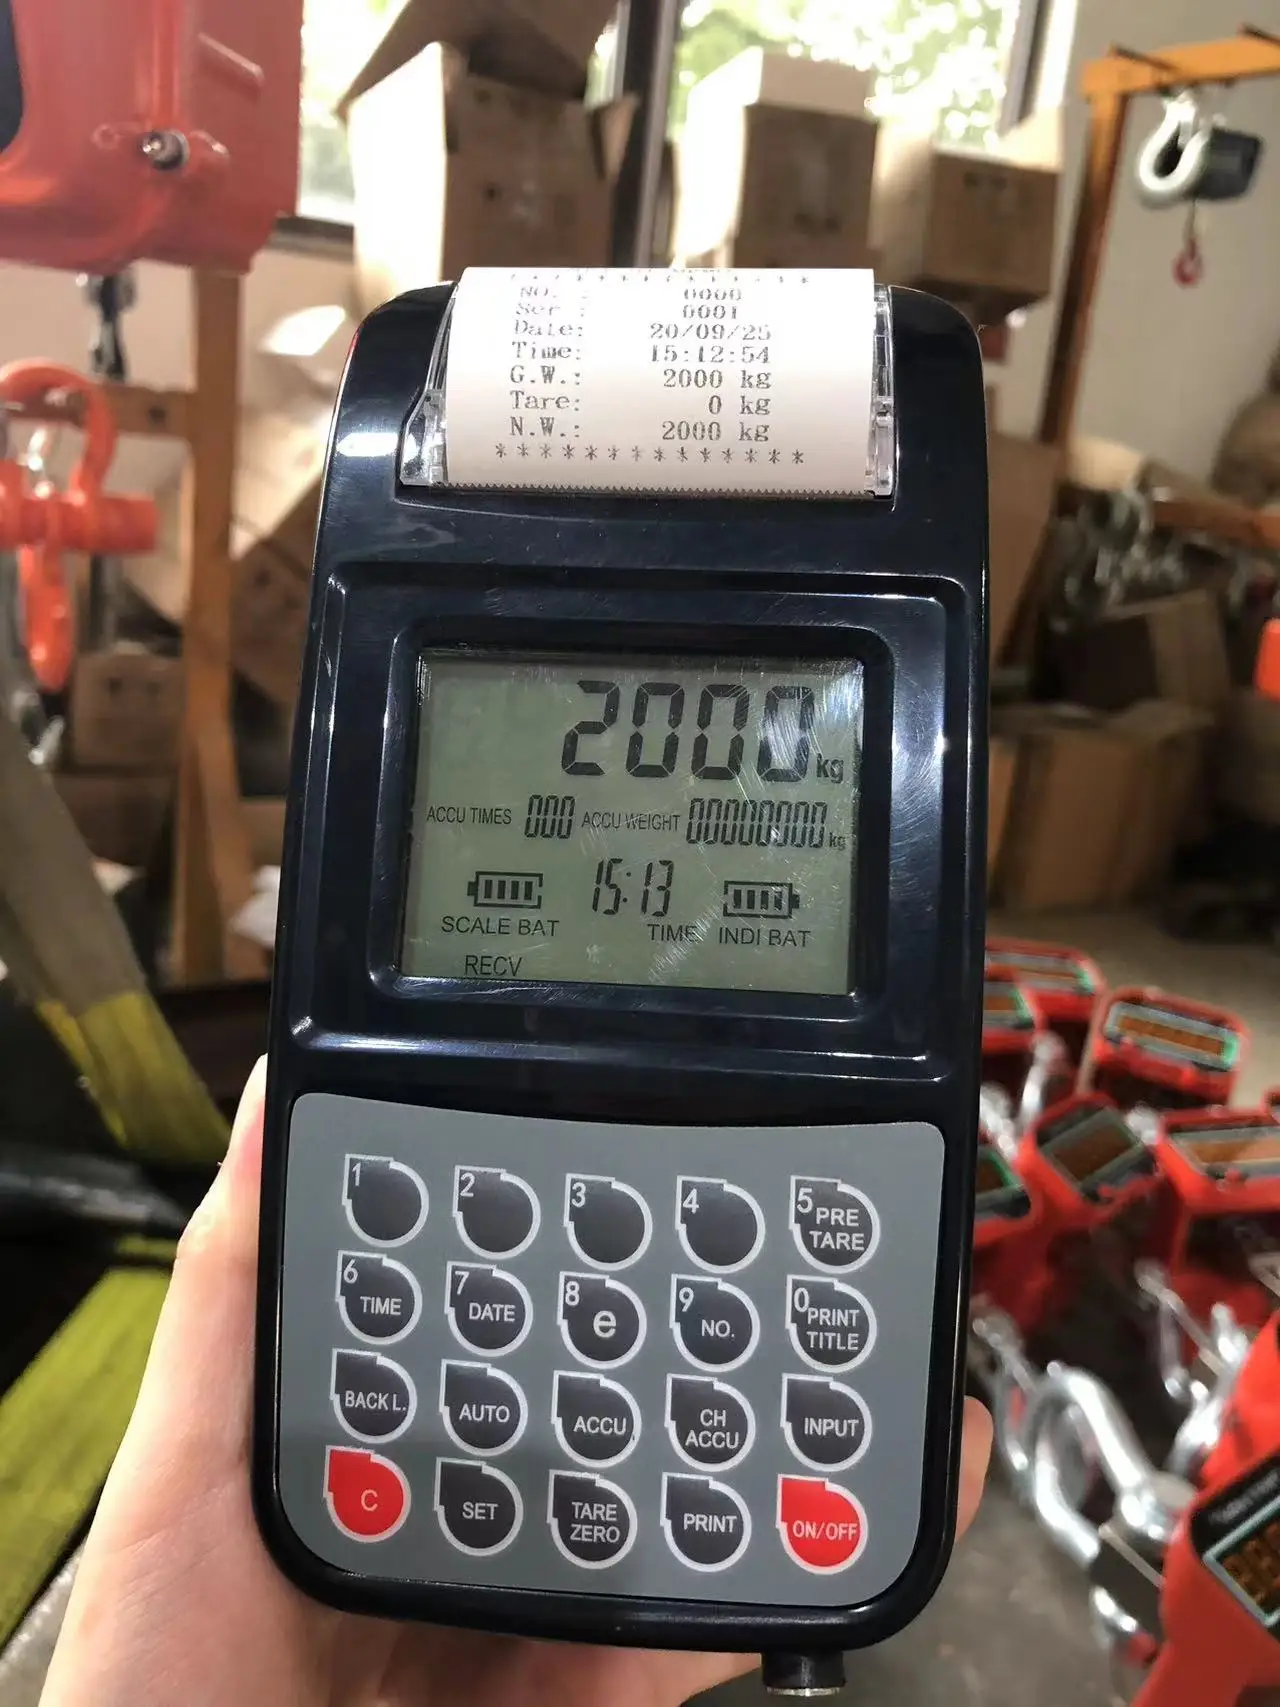 NO. : 0000
Ser : 0001
Date: 20/09/25
Time: 15:12:54
G.W.: 2000 kg
Tare: 0 kg
N.W.: 2000 kg
**************
2000 kg
ACCU TIMES 000 ACCU WEIGHT 00000000 kg
15:13
SCALE BAT TIME INDI BAT
RECV
1 2 3 4 5 PRE TARE
6 TIME 7 DATE 8 e 9 NO. 0 PRINT TITLE
BACK L. AUTO ACCU CH ACCU INPUT
C SET TARE ZERO PRINT ON/OFF